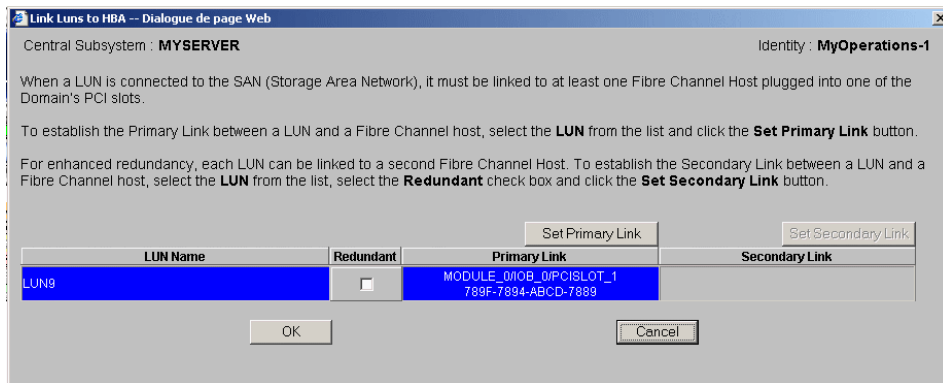 Link Luns to HBA -- Dialogue de page Web
Central Subsystem : MYSERVER Identity : MyOperations-1
When a LUN is connected to the SAN (Storage Area Network), it must be linked to at least one Fibre Channel Host plugged into one of the
Domain's PCI slots.
To establish the Primary Link between a LUN and a Fibre Channel host, select the LUN from the list and click the Set Primary Link button.
For enhanced redundancy, each LUN can be linked to a second Fibre Channel Host. To establish the Secondary Link between a LUN and a
Fibre Channel host, select the LUN from the list, select the Redundant check box and click the Set Secondary Link button.
Set Primary Link Set Secondary Link
LUN Name Redundant Primary Link Secondary Link
LUN9 MODULE_0/IOB_0/PCISLOT_1
789F-7894-ABCD-7889
OK Cancel